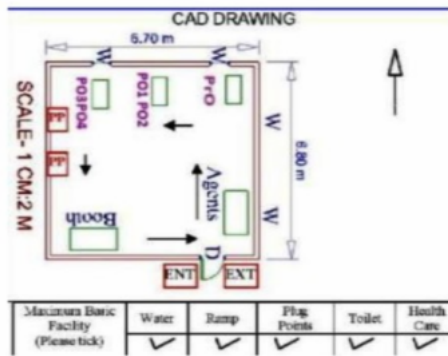 CAD DRAWING
5.70 m
W
W
PO3PO4
PO1 PO2
PrO
SCALE- 1 CM:2 M
W
6.80 m
Agents
W
Booth
D
ENT
EXT
Maximum Basic Facility (Please tick)
Water
Ramp
Plug Points
Toilet
Health Care